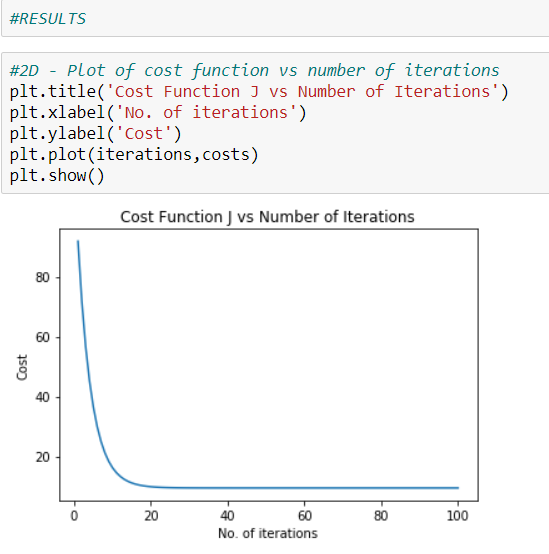 #RESULTS
#2D - Plot of cost function vs number of iterations
plt.title('Cost Function J vs Number of Iterations')
plt.xlabel('No. of iterations')
plt.ylabel('Cost')
plt.plot(iterations,costs)
plt.show()
Cost Function J vs Number of Iterations
80
60
40
20
Cost
0 20 40 60 80 100
No. of iterations